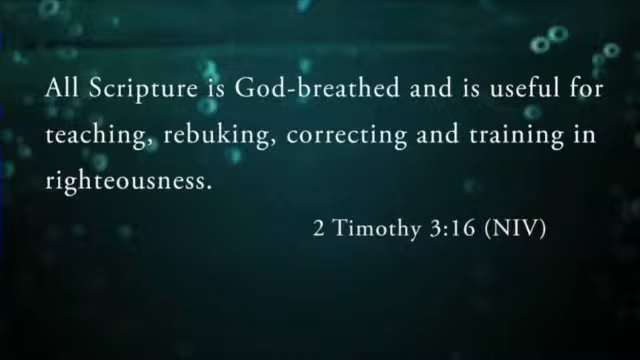 All Scripture is God-breathed and is useful for
teaching, rebuking, correcting and training in
righteousness.
2 Timothy 3:16 (NIV)